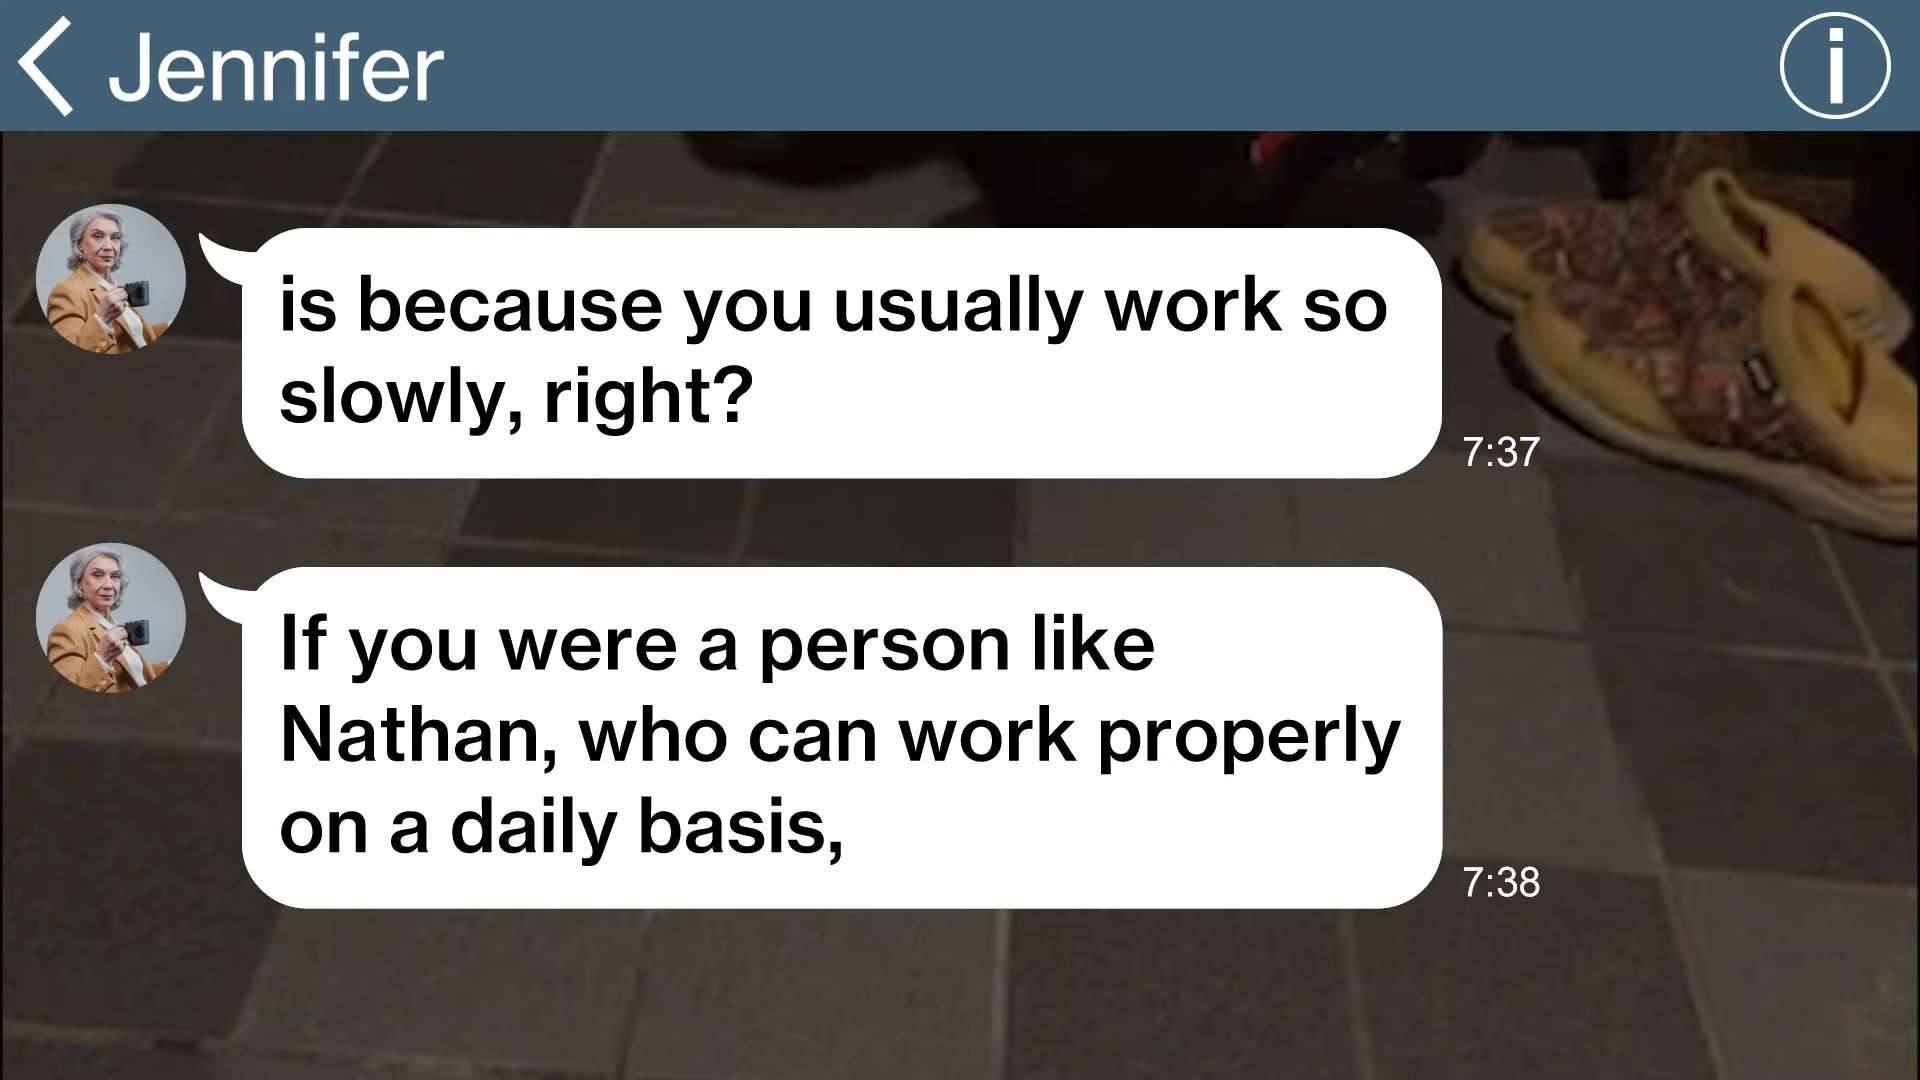 Jennifer
is because you usually work so
slowly, right?
7:37
If you were a person like
Nathan, who can work properly
on a daily basis,
7:38